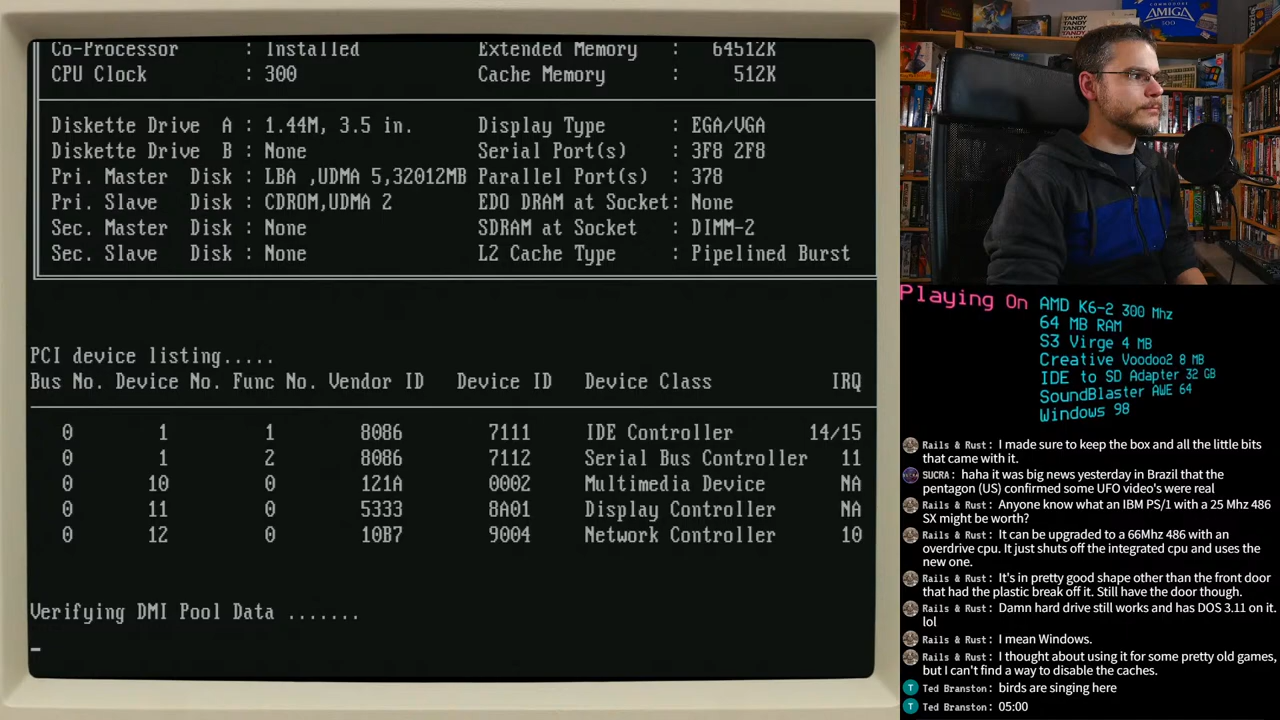 Co-Processor : Installed Extended Memory : 64512K
CPU Clock : 300 Cache Memory : 512K
Diskette Drive A : 1.44M, 3.5 in. Display Type : EGA/VGA
Diskette Drive B : None Serial Port(s) : 3F8 2F8
Pri. Master Disk : LBA ,UDMA 5,32012MB Parallel Port(s) : 378
Pri. Slave Disk : CDROM,UDMA 2 EDO DRAM at Socket: None
Sec. Master Disk : None SDRAM at Socket : DIMM-2
Sec. Slave Disk : None L2 Cache Type : Pipelined Burst
PCI device listing.....
Bus No. Device No. Func No. Vendor ID Device ID Device Class IRQ
0 1 1 8086 7111 IDE Controller 14/15
0 1 2 8086 7112 Serial Bus Controller 11
0 10 0 121A 0002 Multimedia Device NA
0 11 0 5333 8A01 Display Controller NA
0 12 0 10B7 9004 Network Controller 10
Verifying DMI Pool Data .......
_
COMMODORE
AMIGA
500
TANDY
TANDY
Playing On
AMD K6-2 300 Mhz
64 MB RAM
S3 Virge 4 MB
Creative Voodoo2 8 MB
IDE to SD Adapter 32 GB
SoundBlaster AWE 64
Windows 98
Rails & Rust: I made sure to keep the box and all the little bits
that came with it.
SUCRA: haha it was big news yesterday in Brazil that the
pentagon (US) confirmed some UFO video's were real
Rails & Rust: Anyone know what an IBM PS/1 with a 25 Mhz 486
SX might be worth?
Rails & Rust: It can be upgraded to a 66Mhz 486 with an
overdrive cpu. It just shuts off the integrated cpu and uses the
new one.
Rails & Rust: It's in pretty good shape other than the front door
that had the plastic break off it. Still have the door though.
Rails & Rust: Damn hard drive still works and has DOS 3.11 on it.
lol
Rails & Rust: I mean Windows.
Rails & Rust: I thought about using it for some pretty old games,
but I can't find a way to disable the caches.
T Ted Branston: birds are singing here
T Ted Branston: 05:00